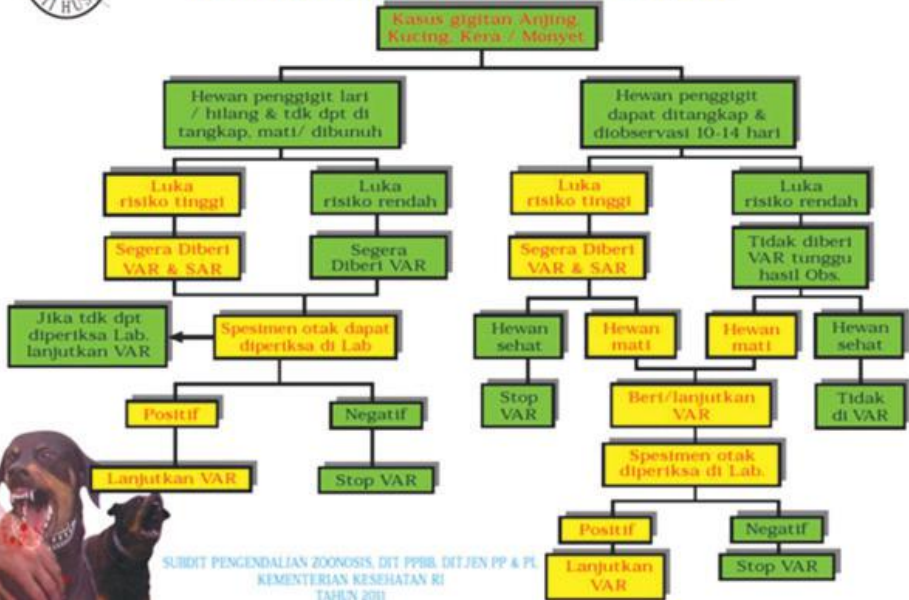 TI HUS
Kasus gigitan Anjing,
Kucing, Kera / Monyet
Hewan penggigit lari
/ hilang & tdk dpt di
tangkap, mati/ dibunuh
Hewan penggigit
dapat ditangkap &
diobservasi 10-14 hari
Luka
risiko tinggi
Luka
risiko rendah
Luka
risiko tinggi
Luka
risiko rendah
Segera Diberi
VAR & SAR
Segera
Diberi VAR
Segera Diberi
VAR & SAR
Tidak diberi
VAR tunggu
hasil Obs.
Jika tdk dpt
diperiksa Lab.
lanjutkan VAR
Spesimen otak dapat
diperiksa di Lab
Hewan
sehat
Hewan
mati
Hewan
mati
Hewan
sehat
Positif
Negatif
Stop
VAR
Beri/lanjutkan
VAR
Tidak
di VAR
Lanjutkan VAR
Stop VAR
Spesimen otak
diperiksa di Lab.
Positif
Negatif
Lanjutkan
VAR
Stop VAR
SUBDIT PENGENDALIAN ZOONOSIS, DIT PPBB, DITJEN PP & PL
KEMENTERIAN KESEHATAN RI
TAHUN 2011